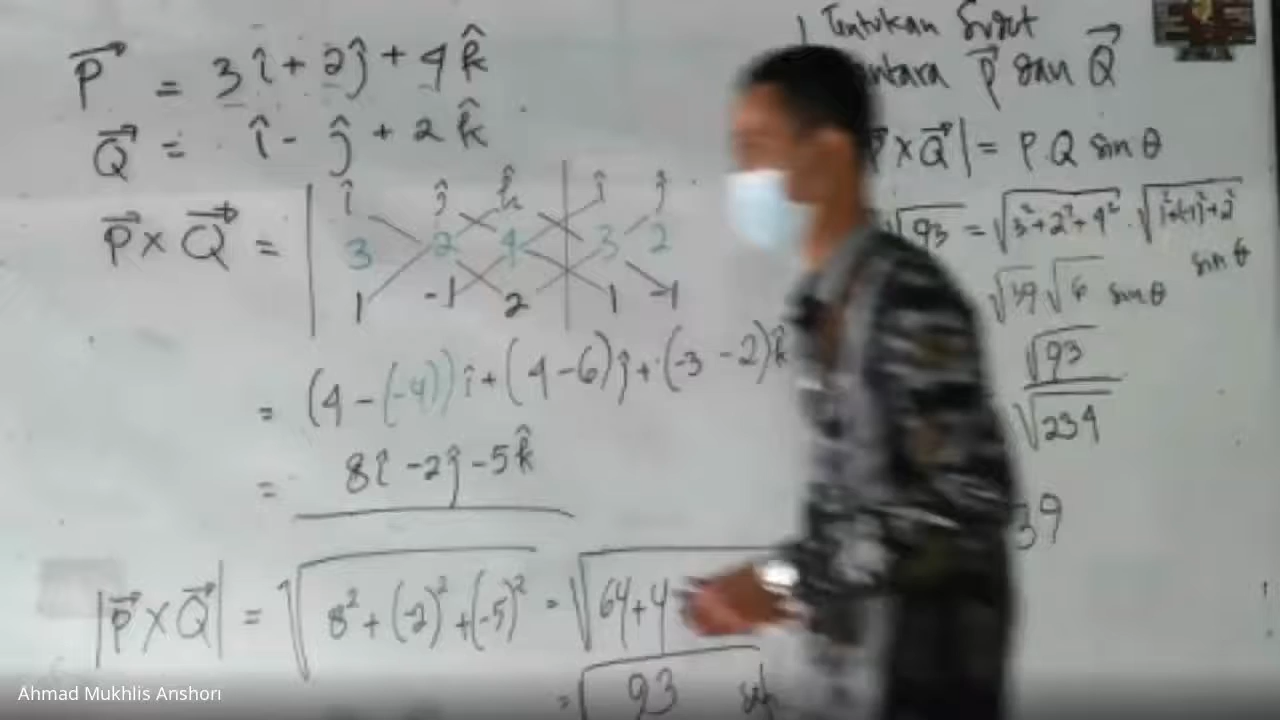 P⃗ = 3î + 2ĵ + 4k̂
Q⃗ = î - ĵ + 2k̂
P⃗ x Q⃗ = | î ĵ k̂ | î ĵ
3 2 4 | 3 2
1 -1 2 | 1 -1
= (4 - (-4)) î + (4 - 6) ĵ + (-3 - 2) k̂
= 8î - 2ĵ - 5k̂
|P⃗ x Q⃗| = √(8² + (-2)² + (-5)²) = √(64 + 4
= √93
Tentukan Sudut
antara P⃗ dan Q⃗
P⃗ x Q⃗| = P.Q sin θ
√93 = √(3² + 2² + 4²) . √(1² + (-1)² + 2²)
sin θ
√39 √6 sin θ
√93
√234
39
Ahmad Mukhlis Anshori